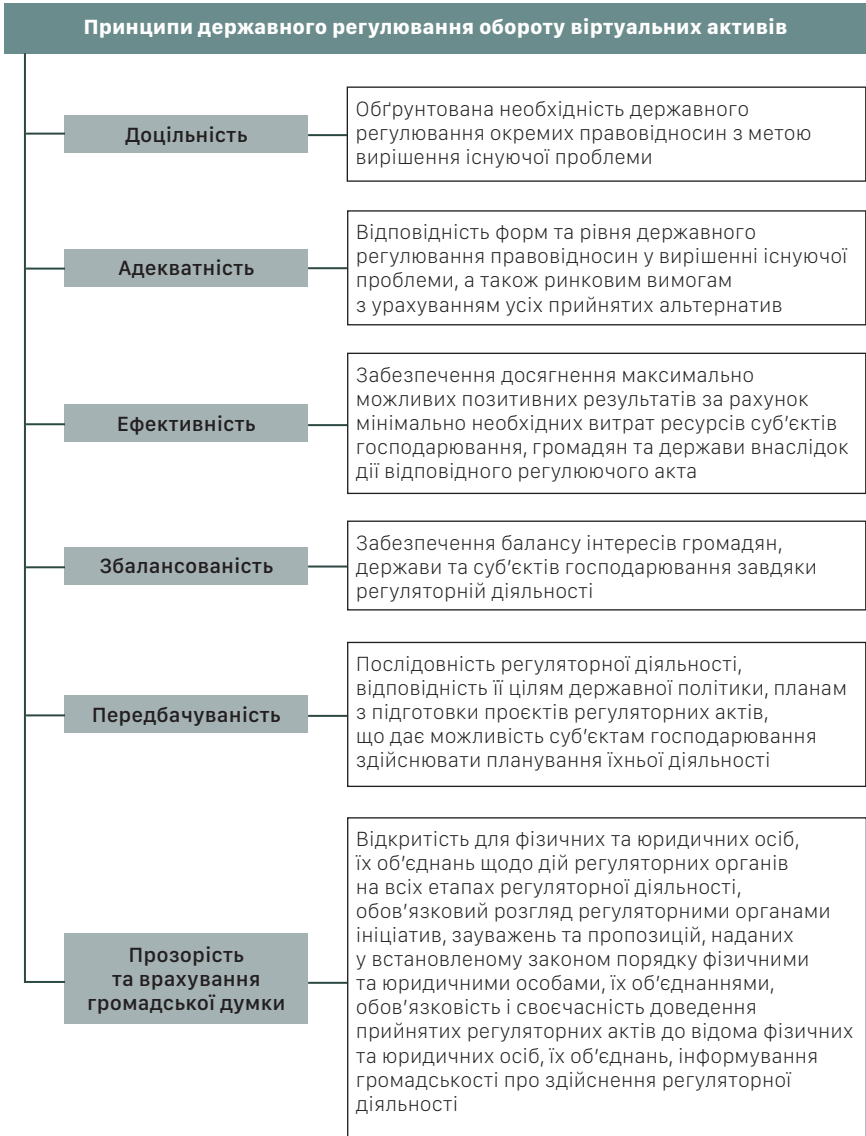 Принципи державного регулювання обороту віртуальних активів
Доцільність
Обґрунтована необхідність державного
регулювання окремих правовідносин з метою
вирішення існуючої проблеми
Адекватність
Відповідність форм та рівня державного
регулювання правовідносин у вирішенні існуючої
проблеми, а також ринковим вимогам
з урахуванням усіх прийнятих альтернатив
Ефективність
Забезпечення досягнення максимально
можливих позитивних результатів за рахунок
мінімально необхідних витрат ресурсів суб’єктів
господарювання, громадян та держави внаслідок
дії відповідного регулюючого акта
Збалансованість
Забезпечення балансу інтересів громадян,
держави та суб’єктів господарювання завдяки
регуляторній діяльності
Передбачуваність
Послідовність регуляторної діяльності,
відповідність її цілям державної політики, планам
з підготовки проєктів регуляторних актів,
що дає можливість суб’єктам господарювання
здійснювати планування їхньої діяльності
Прозорість
та врахування
громадської думки
Відкритість для фізичних та юридичних осіб,
їх об’єднань щодо дій регуляторних органів
на всіх етапах регуляторної діяльності,
обов’язковий розгляд регуляторними органами
ініціатив, зауважень та пропозицій, наданих
у встановленому законом порядку фізичними
та юридичними особами, їх об’єднаннями,
обов’язковість і своєчасність доведення
прийнятих регуляторних актів до відома фізичних
та юридичних осіб, їх об’єднань, інформування
громадськості про здійснення регуляторної
діяльності